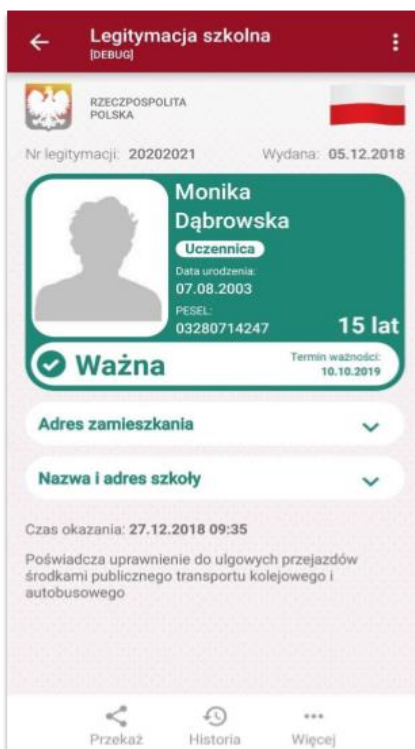 Legitymacja szkolna
[DEBUG]
RZECZPOSPOLITA
POLSKA
Nr legitymacji: 20202021 Wydana: 05.12.2018
Monika
Dąbrowska
Uczennica
Data urodzenia:
07.08.2003
PESEL:
03280714247 15 lat
Ważna
Termin ważności:
10.10.2019
Adres zamieszkania
Nazwa i adres szkoły
Czas okazania: 27.12.2018 09:35
Poświadcza uprawnienie do ulgowych przejazdów
środkami publicznego transportu kolejowego i
autobusowego
Przekaż Historia Więcej